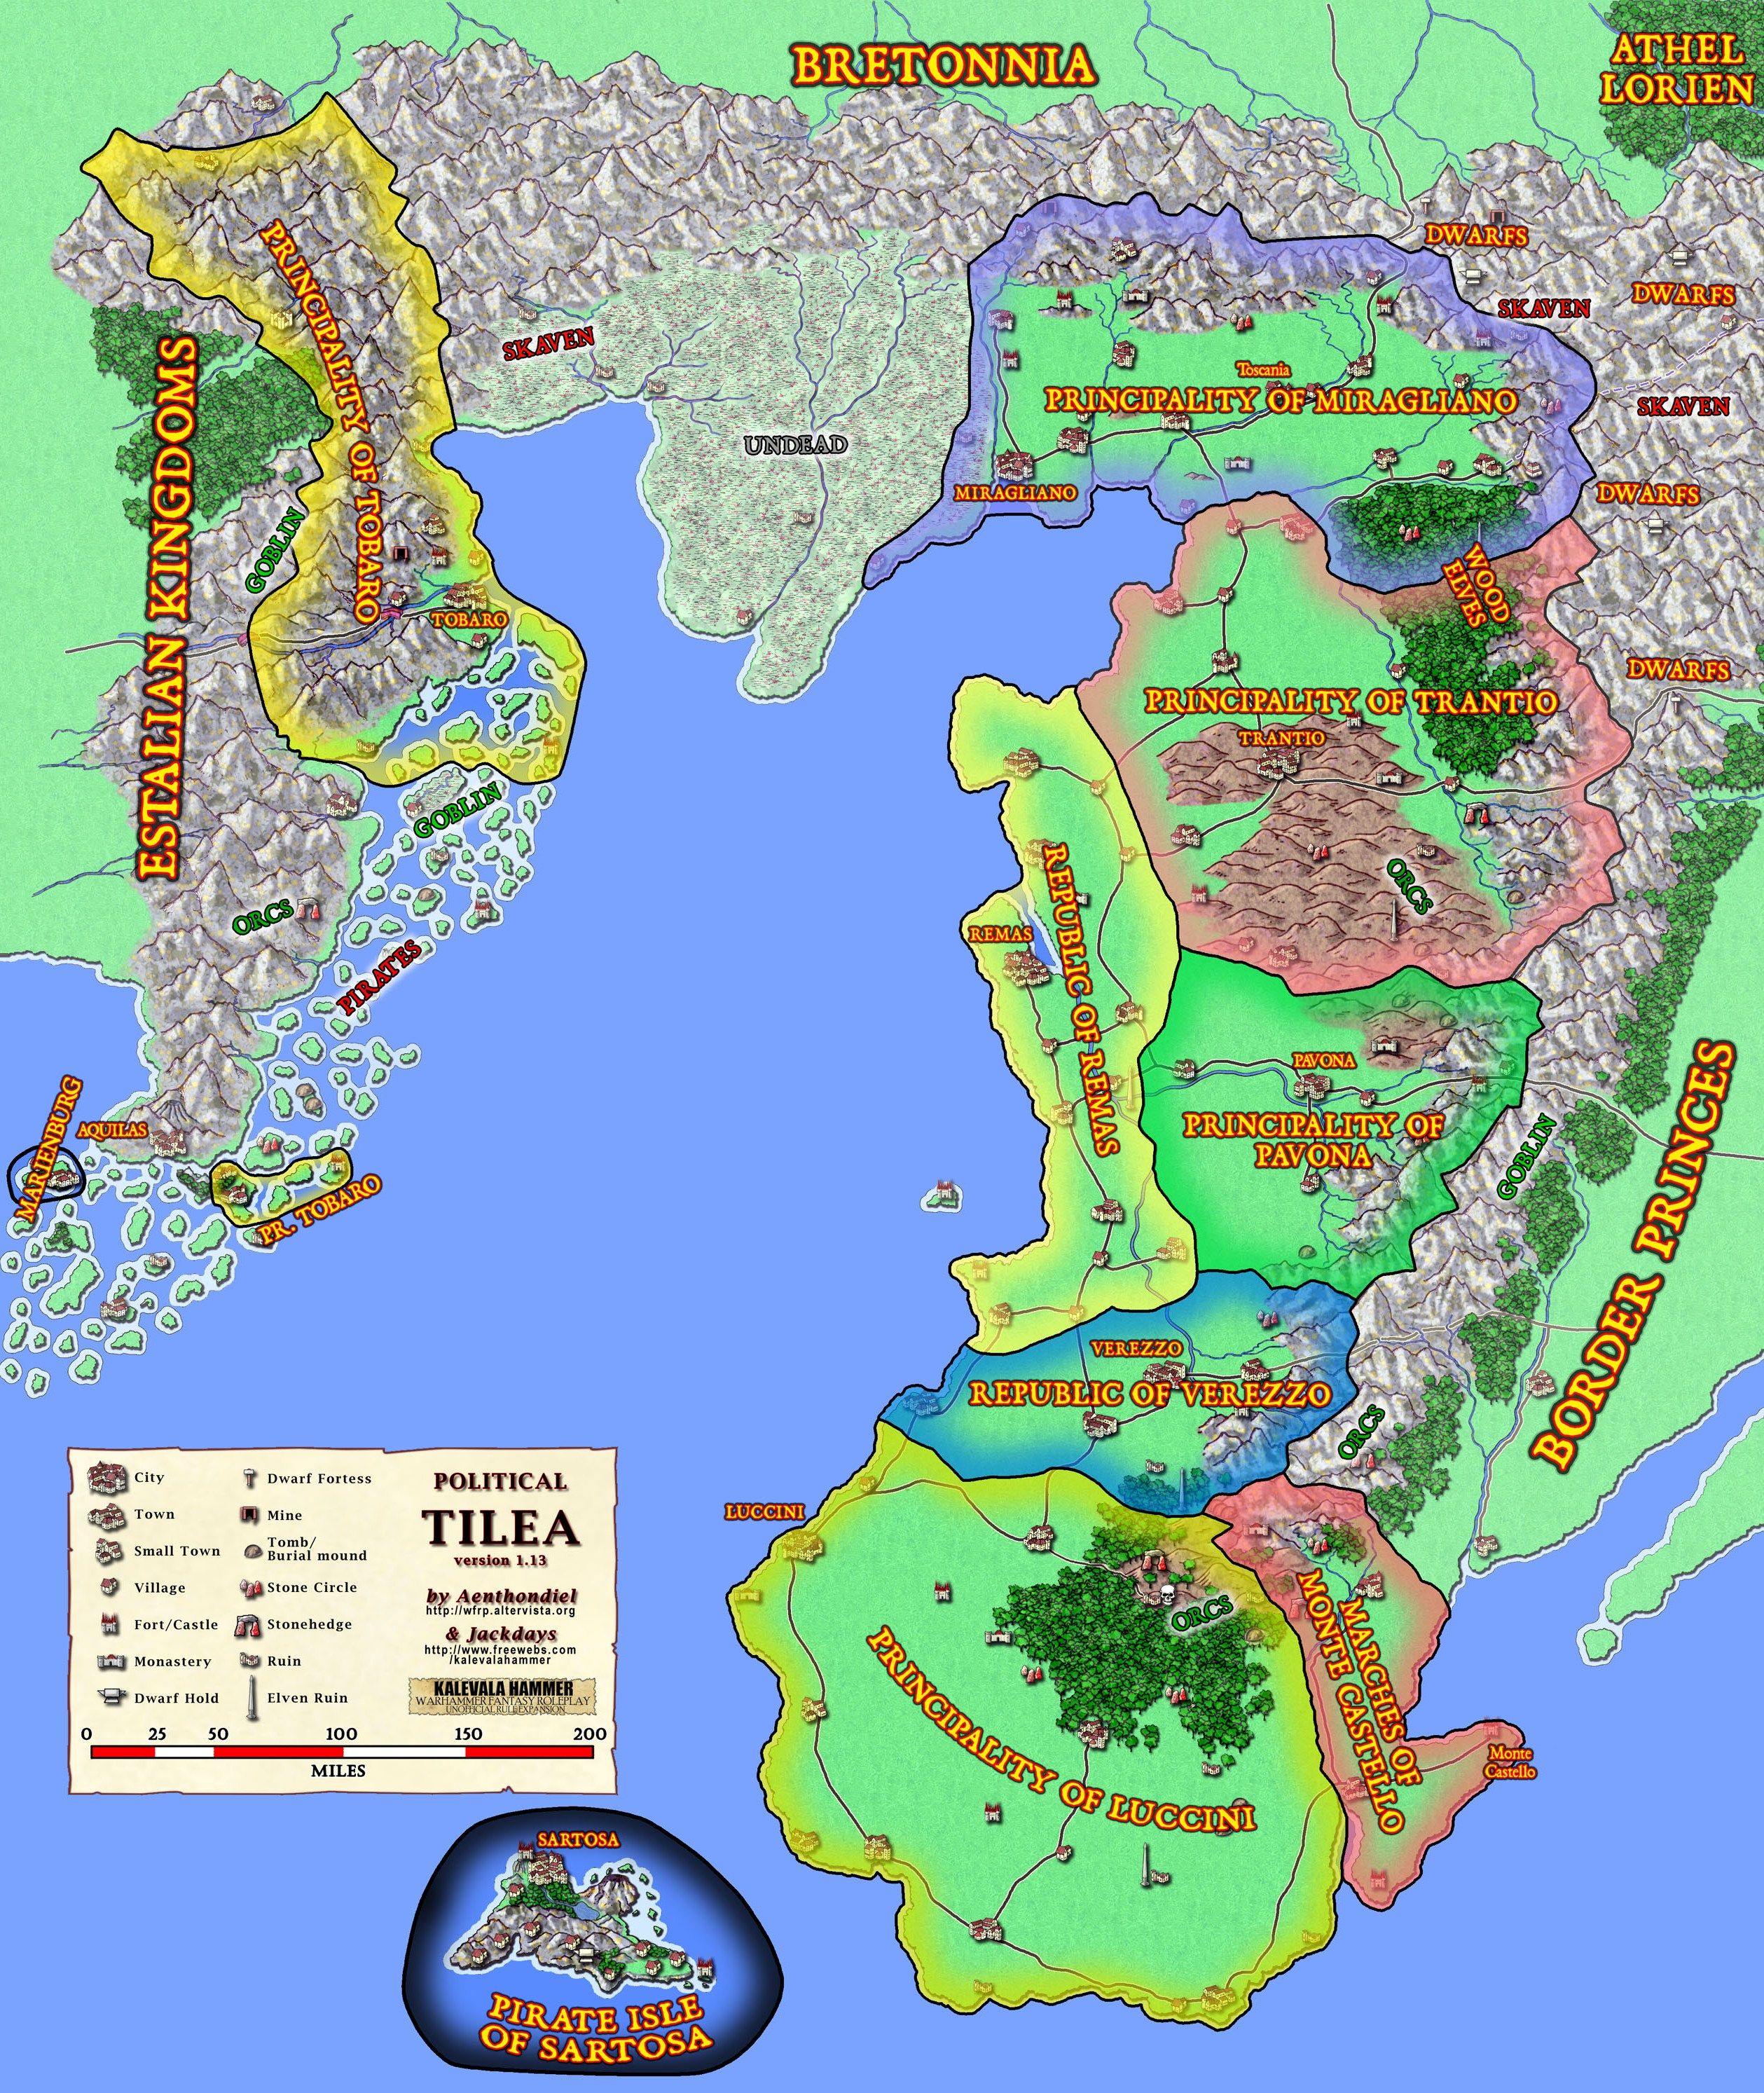 BRETONNIA
ATHEL
LORIEN
DWARFS
DWARFS
SKAVEN
SKAVEN
SKAVEN
PRINCIPALITY OF TOBARO
ESTALIAN KINGDOMS
Toscania
PRINCIPALITY OF MIRAGLIANO
UNDEAD
MIRAGLIANO
DWARFS
GOBLIN
WOOD
ELVES
TOBARO
DWARFS
PRINCIPALITY OF TRANTIO
TRANTIO
GOBLIN
ORCS
ORCS
REPUBLIC OF REMAS
REMAS
PIRATES
PAVONA
PRINCIPALITY OF
PAVONA
GOBLIN
BORDER PRINCES
MARIENBURG
AQUILAS
PR. TOBARO
VEREZZO
REPUBLIC OF VEREZZO
ORCS
LUCCINI
ORCS
PRINCIPALITY OF LUCCINI
MARCHES OF
MONTE CASTELLO
Monte
Castello
City
Town
Small Town
Village
Fort/Castle
Monastery
Dwarf Hold
Dwarf Fortess
Mine
Tomb/
Burial mound
Stone Circle
Stonehedge
Ruin
Elven Ruin
POLITICAL
TILEA
version 1.13
by Aenthondiel
http://wfrp.altervista.org
& Jackdays
http://www.freewebs.com
/kalevalahammer
KALEVALA HAMMER
WARHAMMER FANTASY ROLEPLAY
UNOFFICIAL RULE EXPANSION
0 25 50 100 150 200
MILES
SARTOSA
PIRATE ISLE
OF SARTOSA